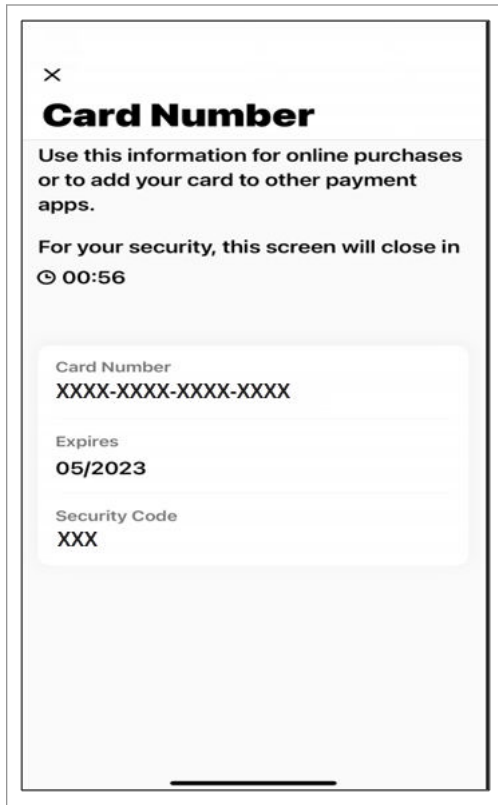 Card Number
Use this information for online purchases
or to add your card to other payment
apps.
For your security, this screen will close in
00:56
Card Number
XXXX-XXXX-XXXX-XXXX
Expires
05/2023
Security Code
XXX